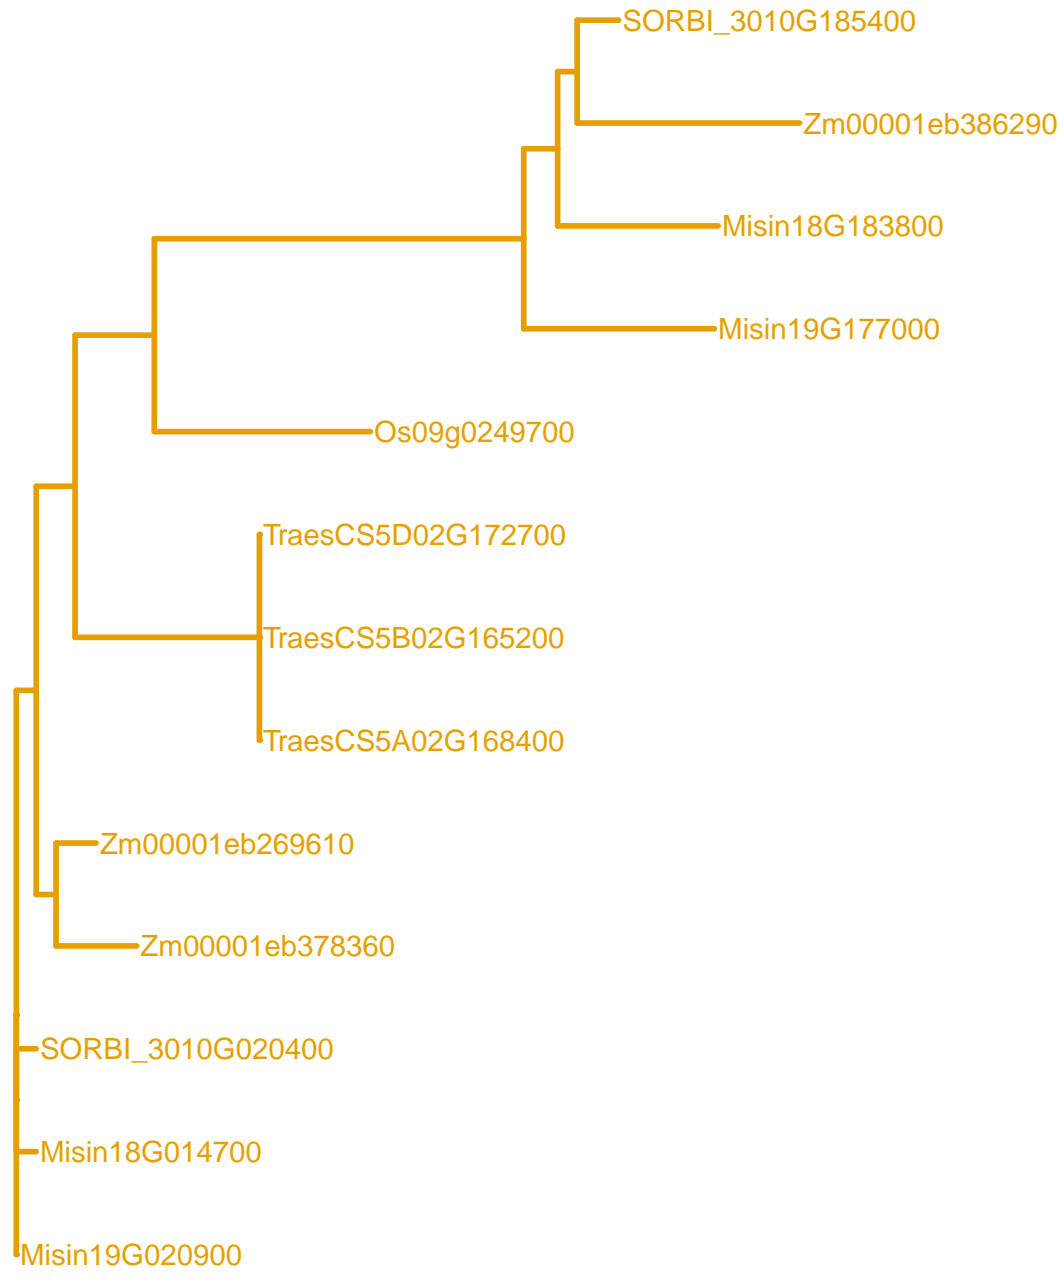 SORBI_3010G185400
Zm00001eb386290
Misin18G183800
Misin19G177000
Os09g0249700
TraesCS5D02G172700
TraesCS5B02G165200
TraesCS5A02G168400
Zm00001eb269610
Zm00001eb378360
SORBI_3010G020400
Misin18G014700
Misin19G020900